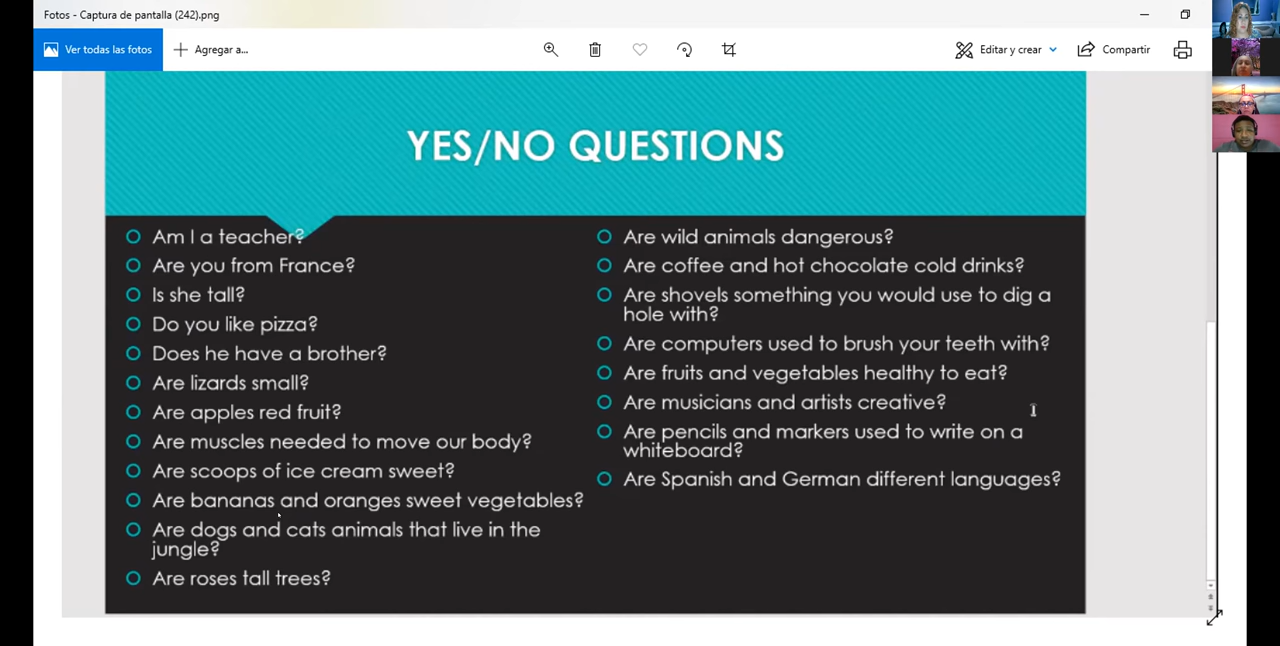 Fotos - Captura de pantalla (242).png
Ver todas las fotos
Agregar a...
Editar y crear
Compartir
YES/NO QUESTIONS
Am I a teacher?
Are you from France?
Is she tall?
Do you like pizza?
Does he have a brother?
Are lizards small?
Are apples red fruit?
Are muscles needed to move our body?
Are scoops of ice cream sweet?
Are bananas and oranges sweet vegetables?
Are dogs and cats animals that live in the
jungle?
Are roses tall trees?
Are wild animals dangerous?
Are coffee and hot chocolate cold drinks?
Are shovels something you would use to dig a
hole with?
Are computers used to brush your teeth with?
Are fruits and vegetables healthy to eat?
Are musicians and artists creative?
Are pencils and markers used to write on a
whiteboard?
Are Spanish and German different languages?